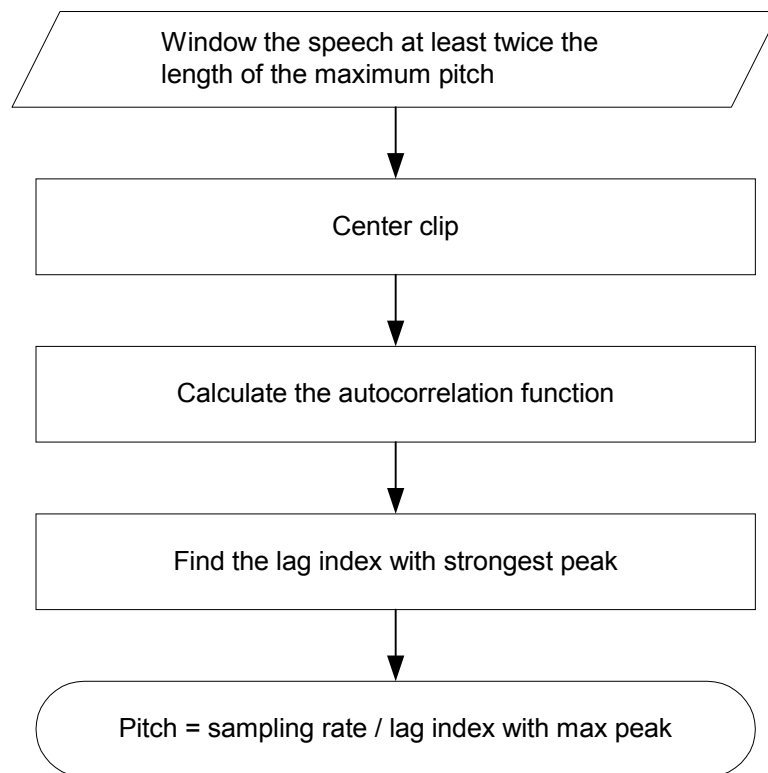 Window the speech at least twice the
length of the maximum pitch
Center clip
Calculate the autocorrelation function
Find the lag index with strongest peak
Pitch = sampling rate / lag index with max peak